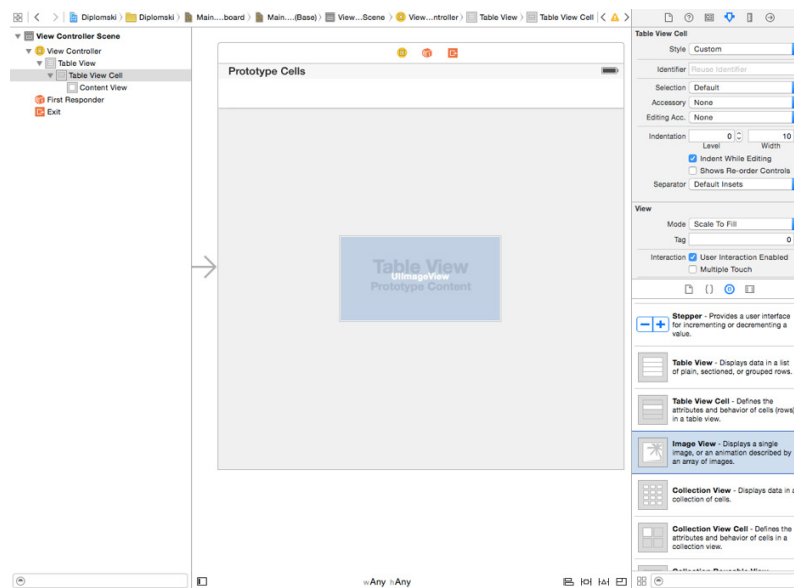 Diplomski
Diplomski
Main....board
Main....(Base)
View...Scene
View...ntroller
Table View
Table View Cell
View Controller Scene
View Controller
Table View
Table View Cell
Content View
First Responder
Exit
Prototype Cells
Table View
UIImageView
Prototype Content
wAny hAny
Table View Cell
Style Custom
Identifier Reuse Identifier
Selection Default
Accessory None
Editing Acc. None
Indentation 0 10
Level Width
Indent While Editing
Shows Re-order Controls
Separator Default Insets
View
Mode Scale To Fill
Tag 0
Interaction User Interaction Enabled
Multiple Touch
Stepper - Provides a user interface
for incrementing or decrementing a
value.
Table View - Displays data in a list
of plain, sectioned, or grouped rows.
Table View Cell - Defines the
attributes and behavior of cells (rows)
in a table view.
Image View - Displays a single
image, or an animation described by
an array of images.
Collection View - Displays data in a
collection of cells.
Collection View Cell - Defines the
attributes and behavior of cells in a
collection view.